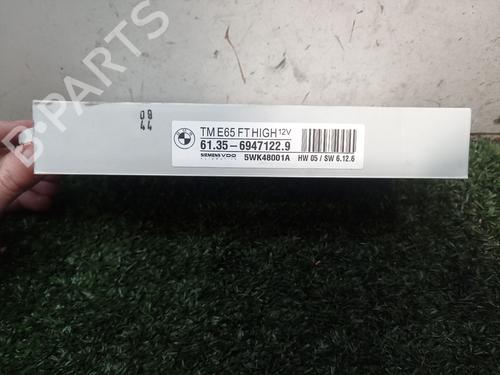 B-PARTS
09
44
TM E65 FT HIGH 12V
61.35 - 6947122.9
SIEMENS VDO 5WK48001A HW 05 / SW 6.12.6